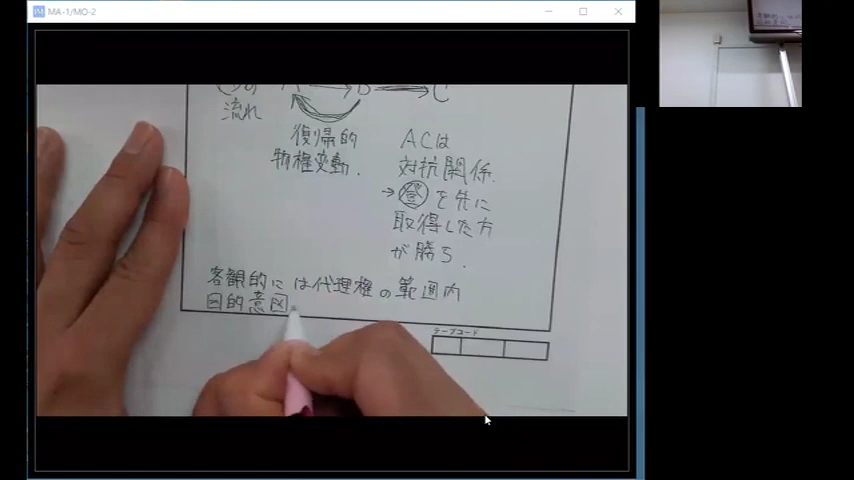 MA-1/MO-2
A → B → C
流れ
復帰的
物権変動.
ACは
対抗関係.
→登を先に
取得した方
が勝ち.
客観的には代理権の範囲内
目的意図
テープコード